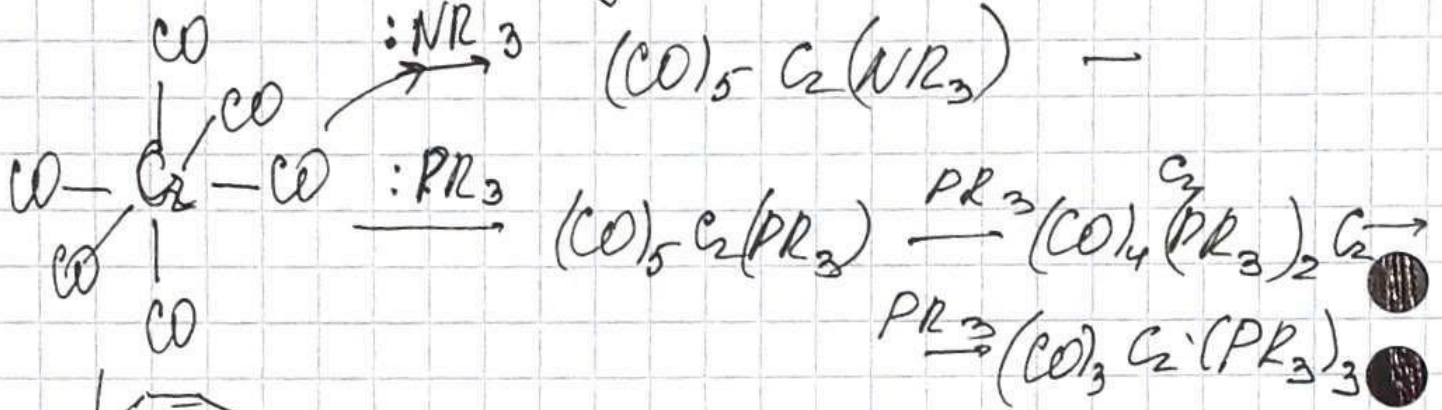 CO :NR3 (CO)5 Cr(NR3) —
CO
CO — Cr — CO :PR3 (CO)5 Cr(PR3) PR3 → (CO)4 Cr (PR3)2 Cr →
CO
CO
PR3 → (CO)3 Cr (PR3)3